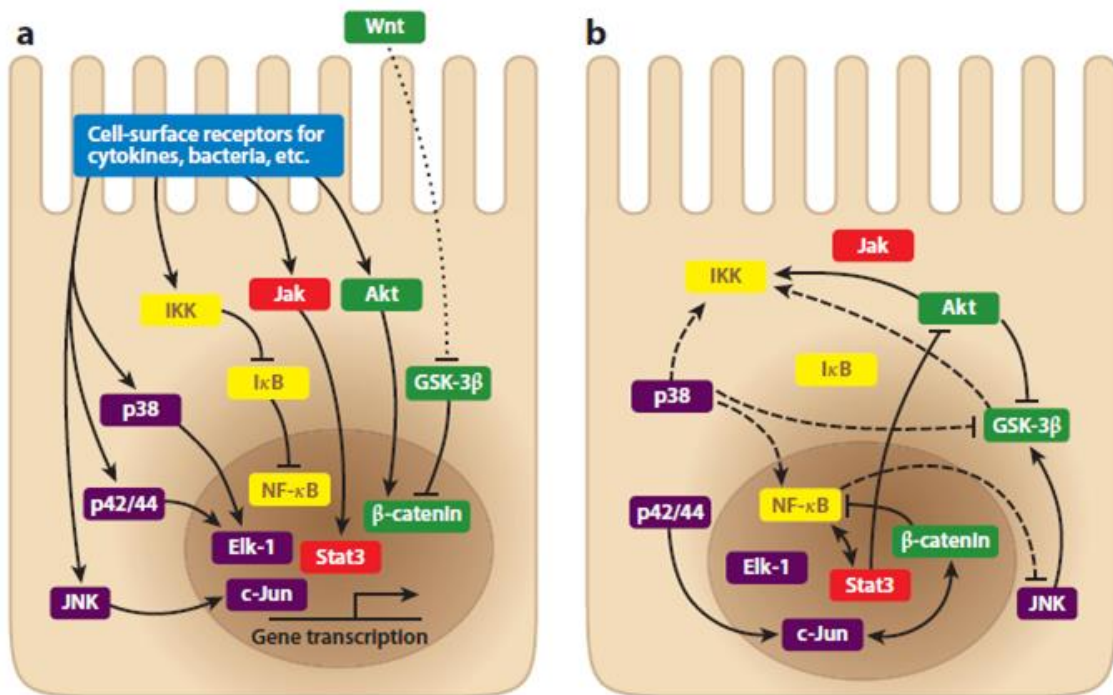 a
Wnt
Cell-surface receptors for
cytokines, bacteria, etc.
IKK
Jak
Akt
IκB
GSK-3β
p38
NF-κB
p42/44
β-catenin
Elk-1
Stat3
JNK
c-Jun
Gene transcription
b
Jak
IKK
Akt
IκB
p38
GSK-3β
NF-κB
p42/44
β-catenin
Elk-1
Stat3
JNK
c-Jun